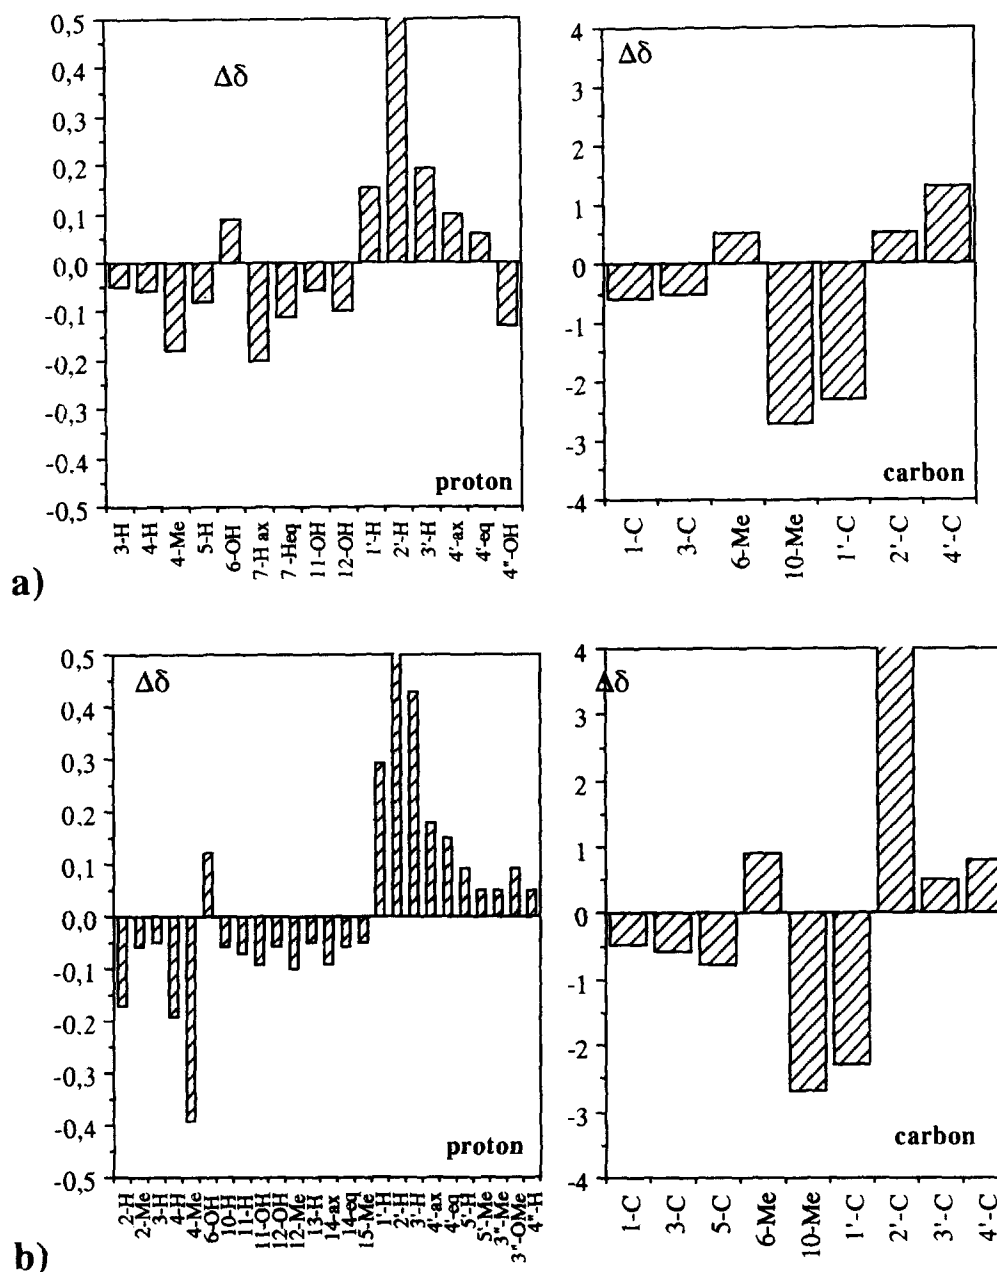 0,5
0,4
0,3
0,2
0,1
0,0
-0,1
-0,2
-0,3
-0.4
-0,5
Δδ
proton
3-H
4-H
4-Me
5-H
6-OH
7-H ax
7-Heq
11-OH
12-OH
1'-H
2'-H
3'-H
4'-ax
4'-eq
4"-OH
4
3
2
1
0
-1
-2
-3
-4
Δδ
carbon
1-C
3-C
6-Me
10-Me
1'-C
2'-C
4'-C
a)
0,5
0,4
0,3
0,2
0,1
0,0
-0,1
-0,2
-0,3
-0,4
-0,5
Δδ
proton
2-H
2-Me
3-H
4-H
4-Me
6-OH
10-H
11-H
11-OH
12-OH
12-Me
13-H
14-ax
14-eq
15-Me
1'-H
2'-H
3'-H
4'-ax
4'-eq
5'-H
5'-Me
3"-Me
3"-OMe
4"-H
4
3
2
1
0
-1
-2
-3
-4
Δδ
carbon
1-C
3-C
5-C
6-Me
10-Me
1'-C
2'-C
3'-C
4'-C
b)